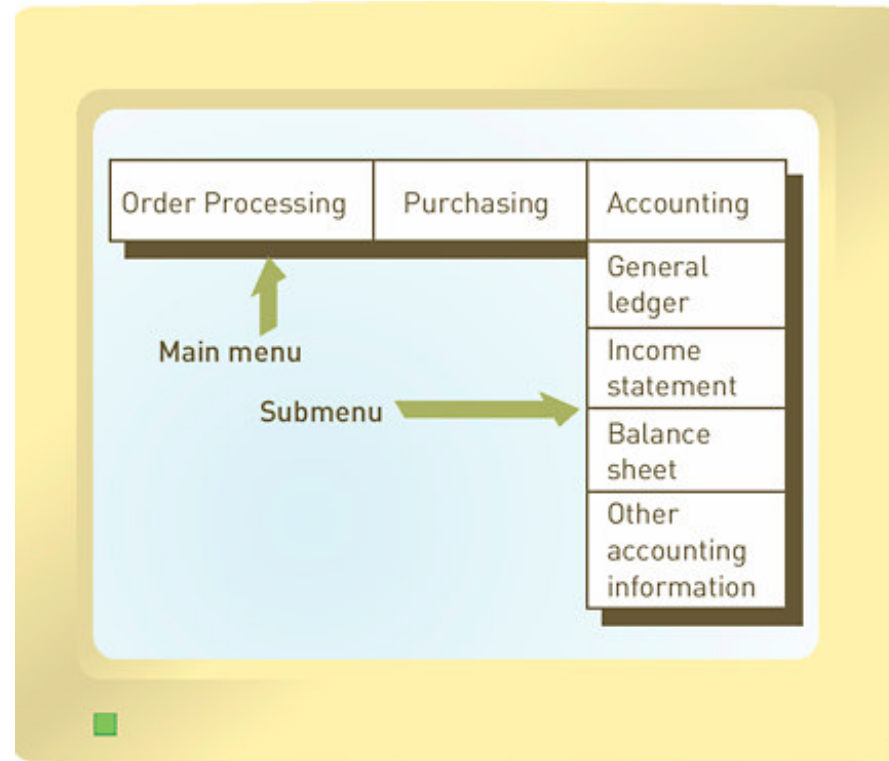 Order Processing
Purchasing
Accounting
General
ledger
Main menu
Income
statement
Submenu
Balance
sheet
Other
accounting
information